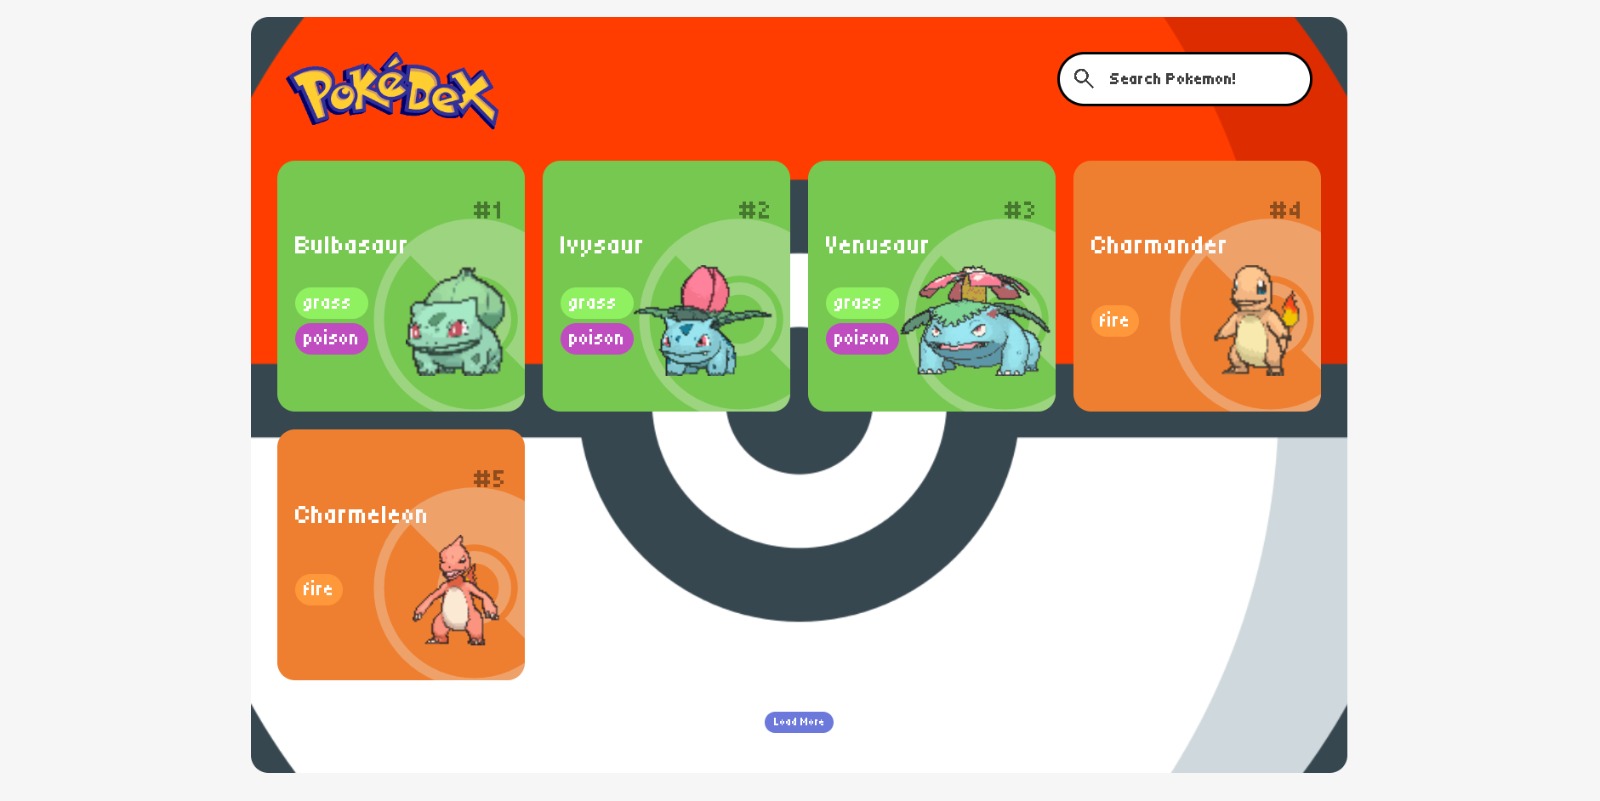 PoKéDex
Search Pokemon!
#1
Bulbasaur
grass
poison
#2
Ivysaur
grass
poison
#3
Venusaur
grass
poison
#4
Charmander
fire
#5
Charmeleon
fire
Load More